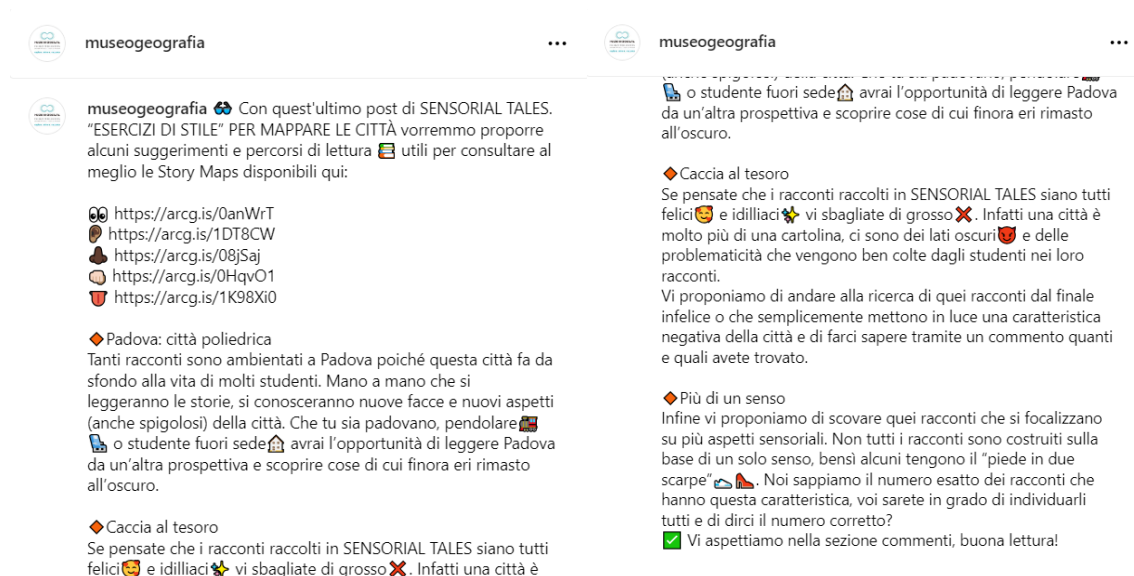 museogeografia
museogeografia 👓 Con quest'ultimo post di SENSORIAL TALES.
"ESERCIZI DI STILE" PER MAPPARE LE CITTÀ vorremmo proporre
alcuni suggerimenti e percorsi di lettura 📚 utili per consultare al
meglio le Story Maps disponibili qui:
👀 https://arcg.is/0anWrT
👂 https://arcg.is/1DT8CW
👃 https://arcg.is/08jSaj
👊 https://arcg.is/0HqvO1
👅 https://arcg.is/1K98Xi0
🔶Padova: città poliedrica
Tanti racconti sono ambientati a Padova poiché questa città fa da
sfondo alla vita di molti studenti. Mano a mano che si
leggeranno le storie, si conosceranno nuove facce e nuovi aspetti
(anche spigolosi) della città. Che tu sia padovano, pendolare🚂
💺 o studente fuori sede🏠 avrai l'opportunità di leggere Padova
da un'altra prospettiva e scoprire cose di cui finora eri rimasto
all'oscuro.
🔶Caccia al tesoro
Se pensate che i racconti raccolti in SENSORIAL TALES siano tutti
felici🥰 e idilliaci✨ vi sbagliate di grosso❌. Infatti una città è
museogeografia
(anche spigolosi) della città. Che tu sia padovano, pendolare🚂
💺 o studente fuori sede🏠 avrai l'opportunità di leggere Padova
da un'altra prospettiva e scoprire cose di cui finora eri rimasto
all'oscuro.
🔶Caccia al tesoro
Se pensate che i racconti raccolti in SENSORIAL TALES siano tutti
felici🥰 e idilliaci✨ vi sbagliate di grosso❌. Infatti una città è
molto più di una cartolina, ci sono dei lati oscuri😈 e delle
problematicità che vengono ben colte dagli studenti nei loro
racconti.
Vi proponiamo di andare alla ricerca di quei racconti dal finale
infelice o che semplicemente mettono in luce una caratteristica
negativa della città e di farci sapere tramite un commento quanti
e quali avete trovato.
🔶Più di un senso
Infine vi proponiamo di scovare quei racconti che si focalizzano
su più aspetti sensoriali. Non tutti i racconti sono costruiti sulla
base di un solo senso, bensì alcuni tengono il "piede in due
scarpe"👟👠. Noi sappiamo il numero esatto dei racconti che
hanno questa caratteristica, voi sarete in grado di individuarli
tutti e di dirci il numero corretto?
✅ Vi aspettiamo nella sezione commenti, buona lettura!